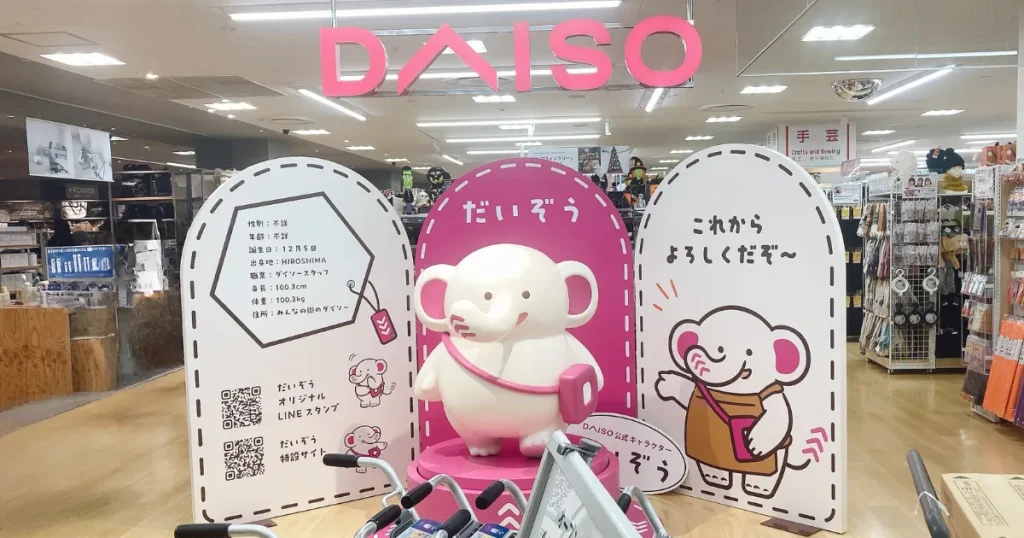 DAISO
手芸
Crafts and Sewing
だいぞう
性別：不詳
年齢：不詳
誕生日：12月5日
出身地：HIROSHIMA
職業：ダイソースタッフ
身長：100.3cm
体重：100.3kg
住所：みんなの街のダイソー
だいぞう
オリジナル
LINEスタンプ
だいぞう
特設サイト
これから
よろしくだぞ～
DAISO公式キャラクター
ぞう